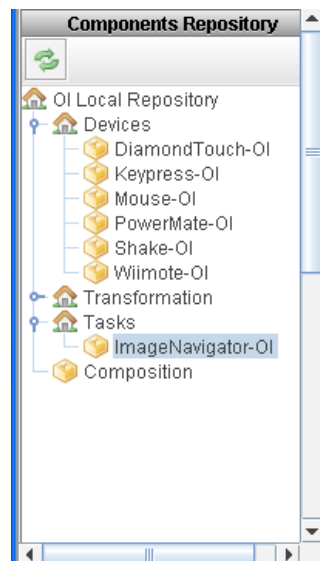 Components Repository
OI Local Repository
Devices
DiamondTouch-OI
Keypress-OI
Mouse-OI
PowerMate-OI
Shake-OI
Wiimote-OI
Transformation
Tasks
ImageNavigator-OI
Composition